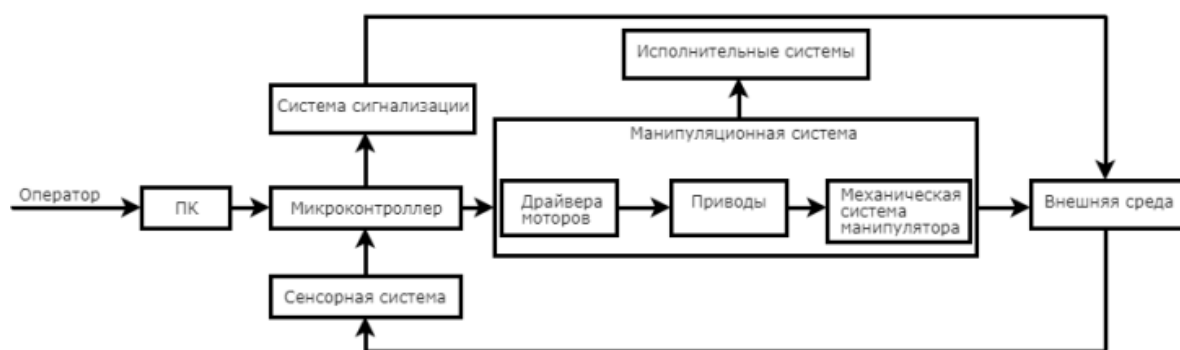 Исполнительные системы
Система сигнализации
Манипуляционная система
Оператор
ПК
Микроконтроллер
Драйвера
моторов
Приводы
Механическая
система
манипулятора
Внешняя среда
Сенсорная система